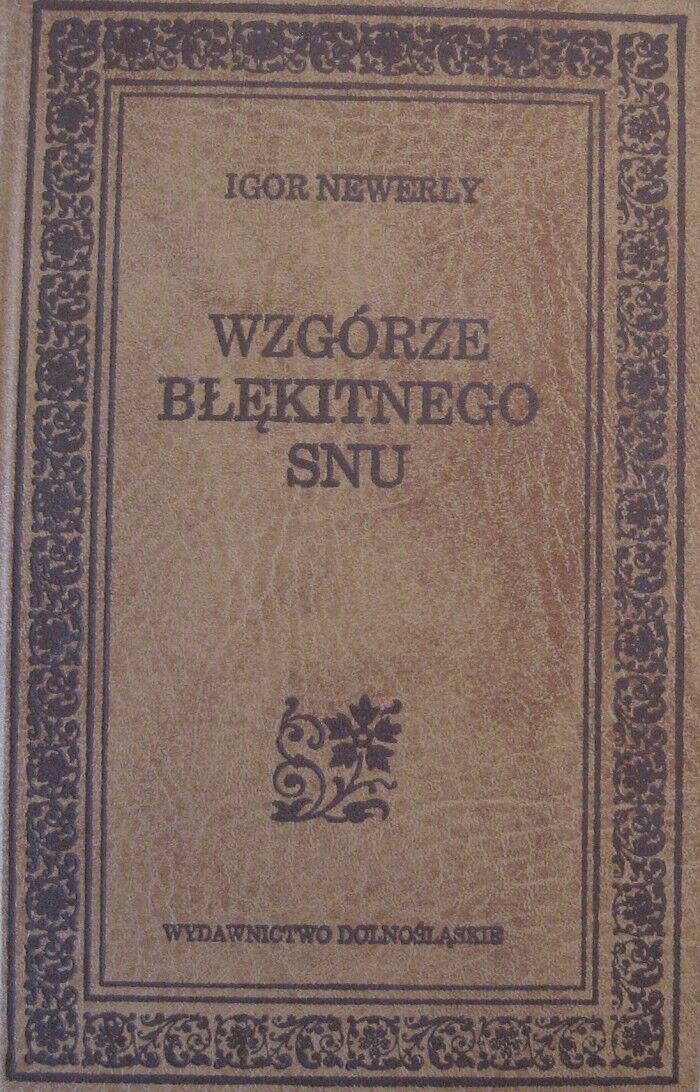 IGOR NEWERLY
WZGÓRZE
BŁĘKITNEGO
SNU
WYDAWNICTWO DOLNOŚLĄSKIE